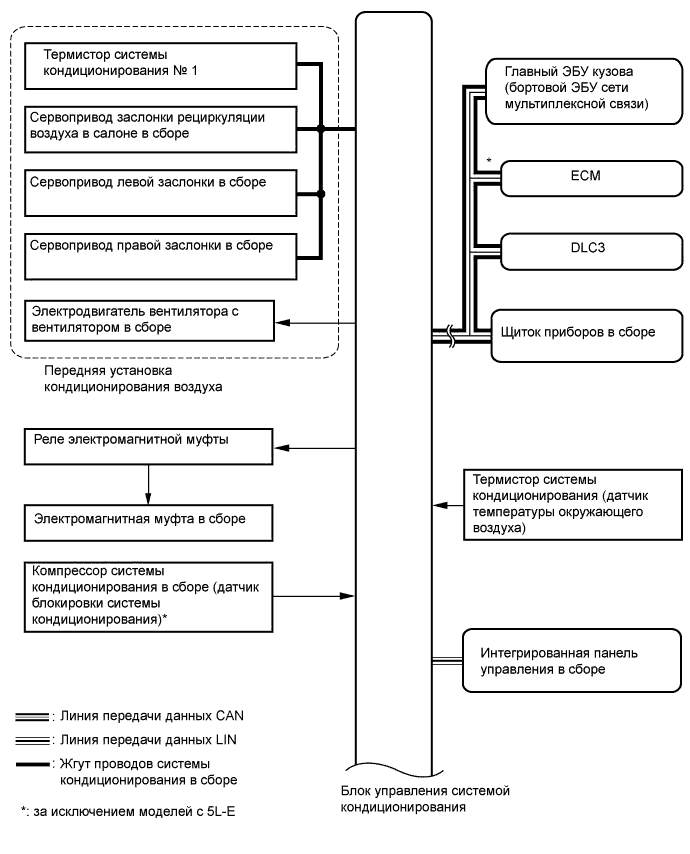 Термистор системы
кондиционирования № 1
Сервопривод заслонки рециркуляции
воздуха в салоне в сборе
Сервопривод левой заслонки в сборе
Сервопривод правой заслонки в сборе
Электродвигатель вентилятора с
вентилятором в сборе
Передняя установка
кондиционирования воздуха
Реле электромагнитной муфты
Электромагнитная муфта в сборе
Компрессор системы
кондиционирования в сборе (датчик
блокировки системы
кондиционирования)*
Главный ЭБУ кузова
(бортовой ЭБУ сети
мультиплексной связи)
*
ECM
DLC3
Щиток приборов в сборе
Термистор системы
кондиционирования (датчик
температуры окружающего
воздуха)
Интегрированная панель
управления в сборе
: Линия передачи данных CAN
: Линия передачи данных LIN
: Жгут проводов системы
кондиционирования в сборе
*: за исключением моделей с 5L-E
Блок управления системой
кондиционирования